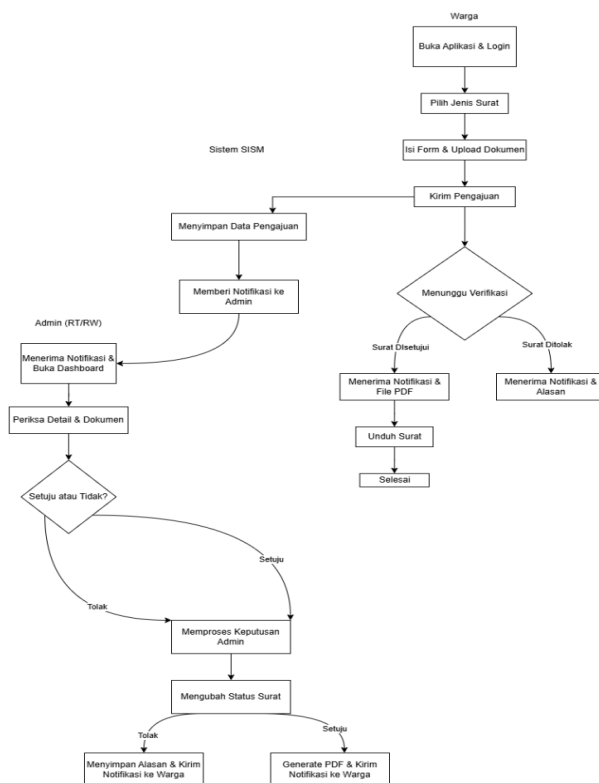 Warga
Buka Aplikasi & Login
Pilih Jenis Surat
Isi Form & Upload Dokumen
Kirim Pengajuan
Sistem SISM
Menyimpan Data Pengajuan
Memberi Notifikasi ke
Admin
Menunggu Verifikasi
Surat DIsetujui
Surat Ditolak
Menerima Notifikasi &
File PDF
Menerima Notifikasi &
Alasan
Unduh Surat
Selesai
Admin (RT/RW)
Menerima Notifikasi &
Buka Dashboard
Periksa Detail & Dokumen
Setuju atau Tidak?
Setuju
Tolak
Memproses Keputusan
Admin
Mengubah Status Surat
Tolak
Setuju
Menyimpan Alasan & Kirim
Notifikasi ke Warga
Generate PDF & Kirim
Notifikasi ke Warga